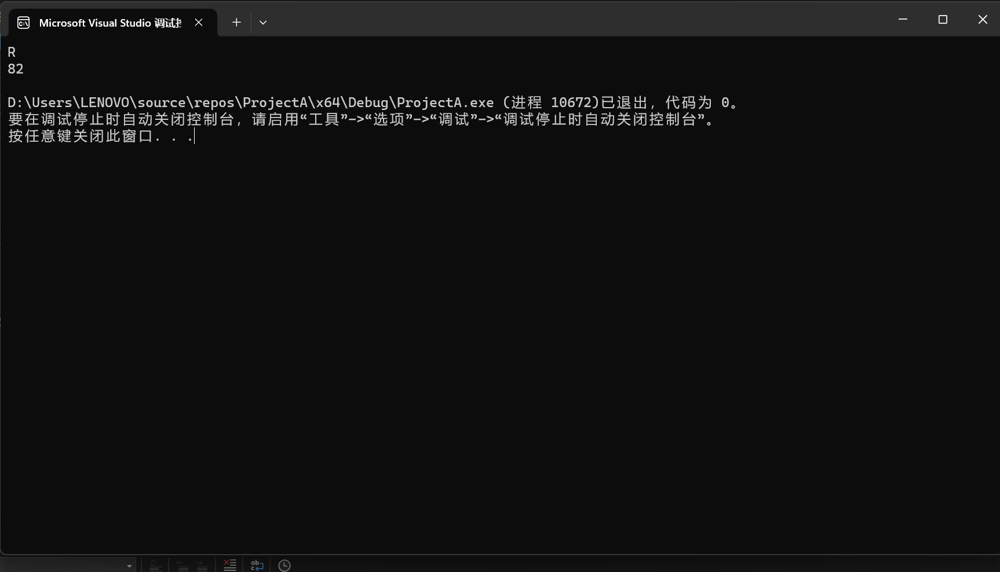 Microsoft Visual Studio 调试
R
82
D:\Users\LENOVO\source\repos\ProjectA\x64\Debug\ProjectA.exe (进程 10672)已退出，代码为 0。
要在调试停止时自动关闭控制台，请启用“工具”->“选项”->“调试”->“调试停止时自动关闭控制台”。
按任意键关闭此窗口. . .